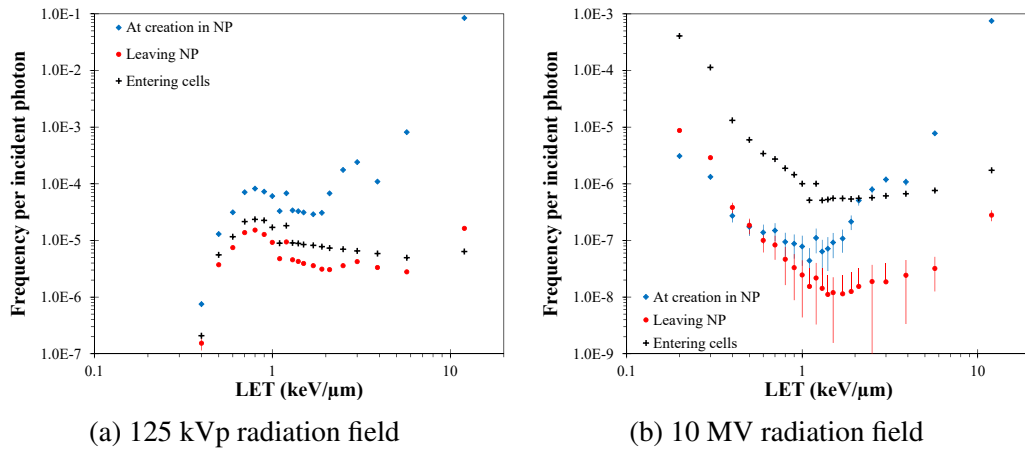 1.0E-1
1.0E-2
1.0E-3
1.0E-4
1.0E-5
1.0E-6
1.0E-7
Frequency per incident photon
At creation in NP
Leaving NP
Entering cells
0.1
1
10
LET (keV/μm)
(a) 125 kVp radiation field
1.0E-3
1.0E-4
1.0E-5
1.0E-6
1.0E-7
1.0E-8
1.0E-9
Frequency per incident photon
At creation in NP
Leaving NP
Entering cells
0.1
1
10
LET (keV/μm)
(b) 10 MV radiation field